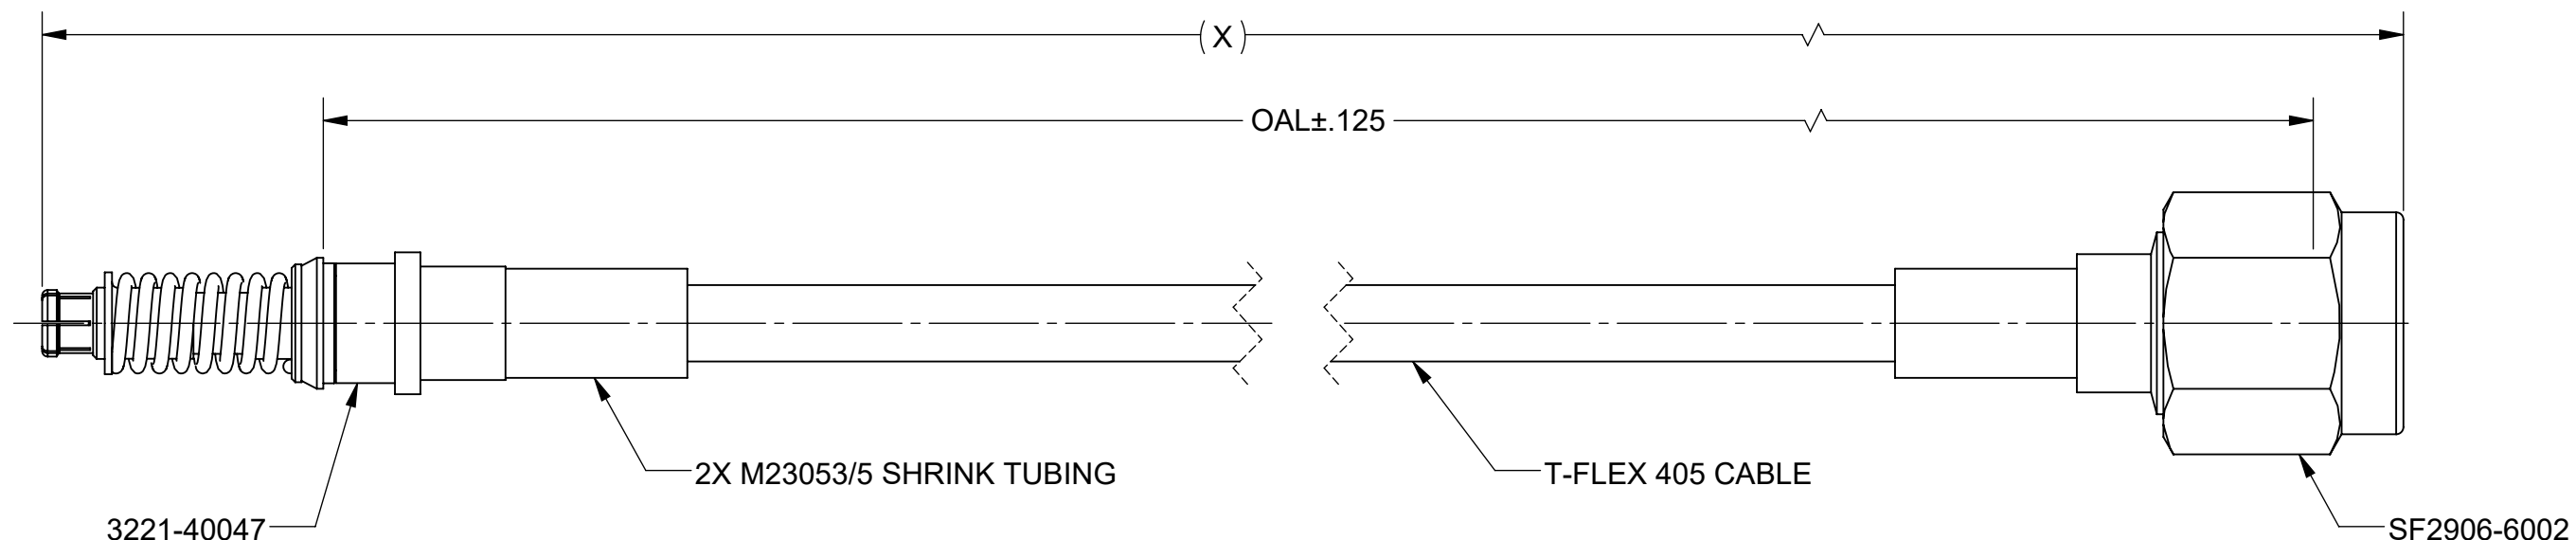 (X)
OAL±.125
2X M23053/5 SHRINK TUBING
T-FLEX 405 CABLE
3221-40047
SF2906-6002